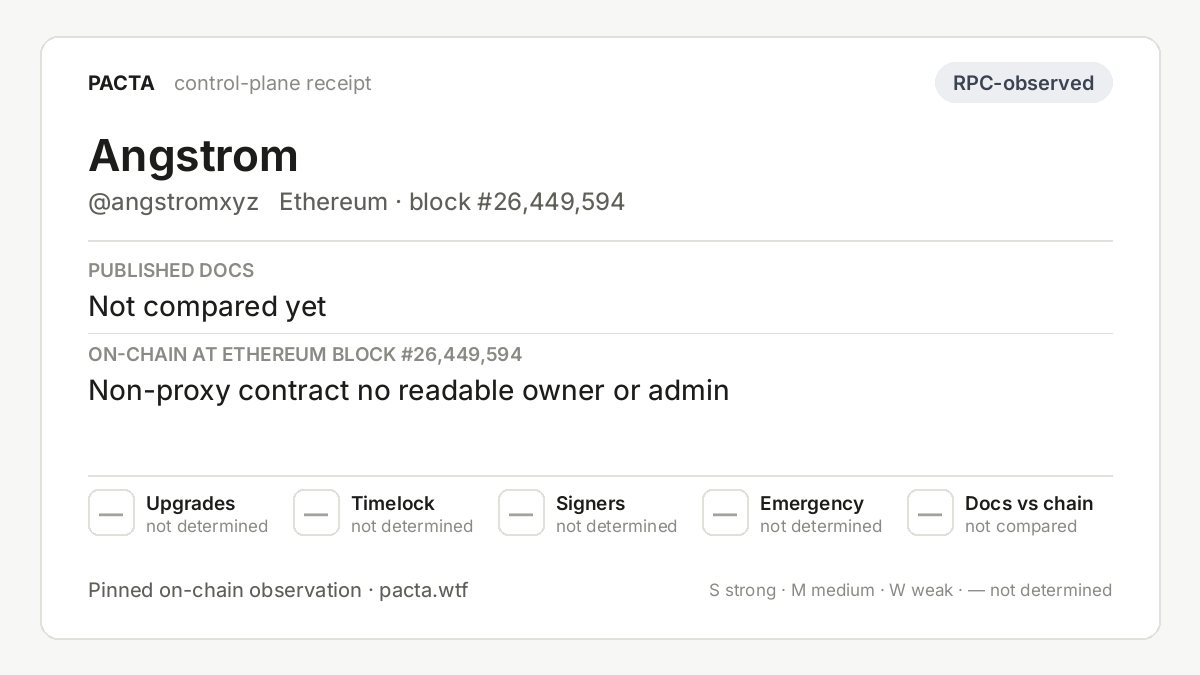 PACTA control-plane receipt
RPC-observed
Angstrom
@angstromxyz Ethereum · block #26,449,594
PUBLISHED DOCS
Not compared yet
ON-CHAIN AT ETHEREUM BLOCK #26,449,594
Non-proxy contract no readable owner or admin
— Upgrades not determined
— Timelock not determined
— Signers not determined
— Emergency not determined
— Docs vs chain not compared
Pinned on-chain observation · pacta.wtf
S strong · M medium · W weak · — not determined